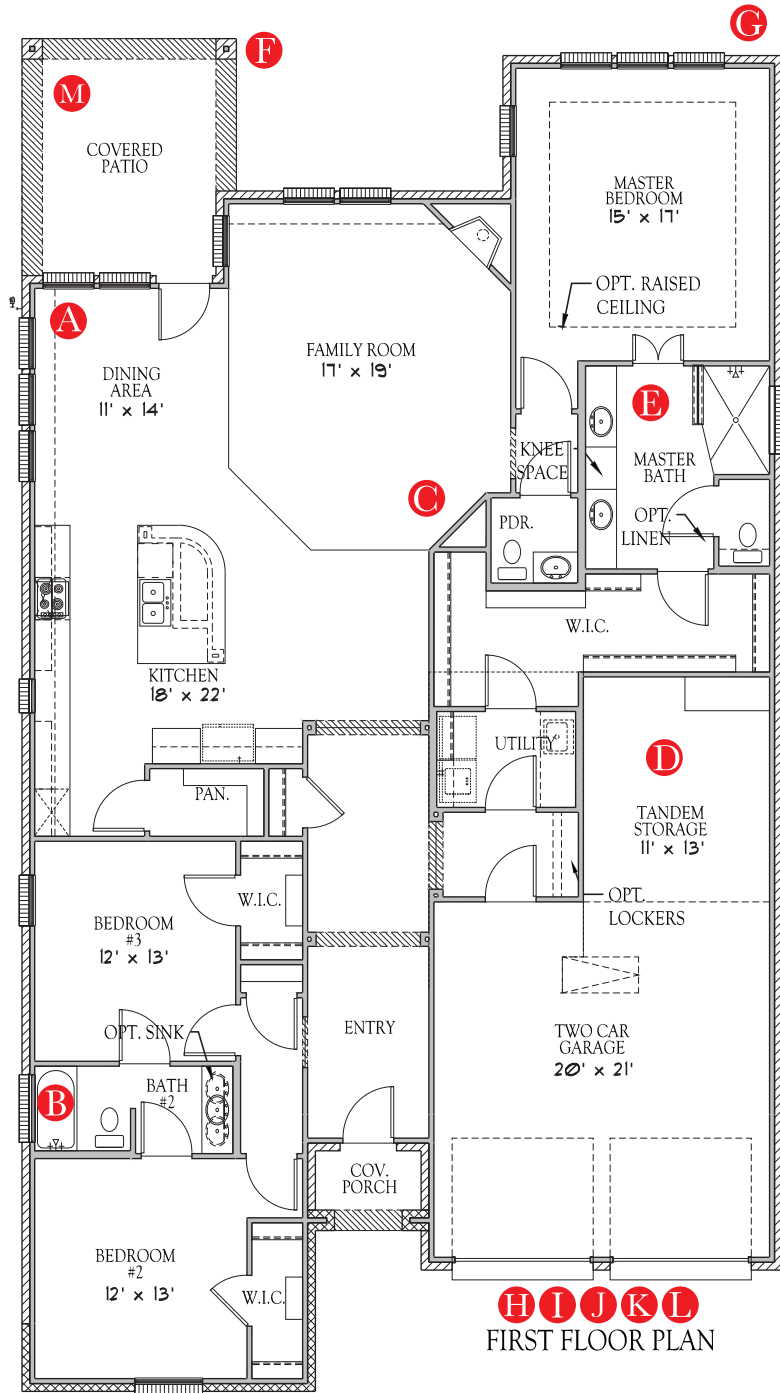 G
F
M
COVERED
PATIO
MASTER
BEDROOM
15' x 17'
OPT. RAISED
CEILING
HB
A
FAMILY ROOM
17' x 19'
DINING
AREA
11' x 14'
E
KNEE
SPACE
MASTER
BATH
C
PDR.
OPT.
LINEN
W.I.C.
KITCHEN
18' x 22'
UTILITY
D
PAN.
TANDEM
STORAGE
11' x 13'
W.I.C.
OPT.
LOCKERS
BEDROOM
#3
12' x 13'
OPT. SINK
ENTRY
TWO CAR
GARAGE
20' x 21'
B
BATH
#2
COV.
PORCH
BEDROOM
#2
12' x 13'
W.I.C.
H I J K L
FIRST FLOOR PLAN